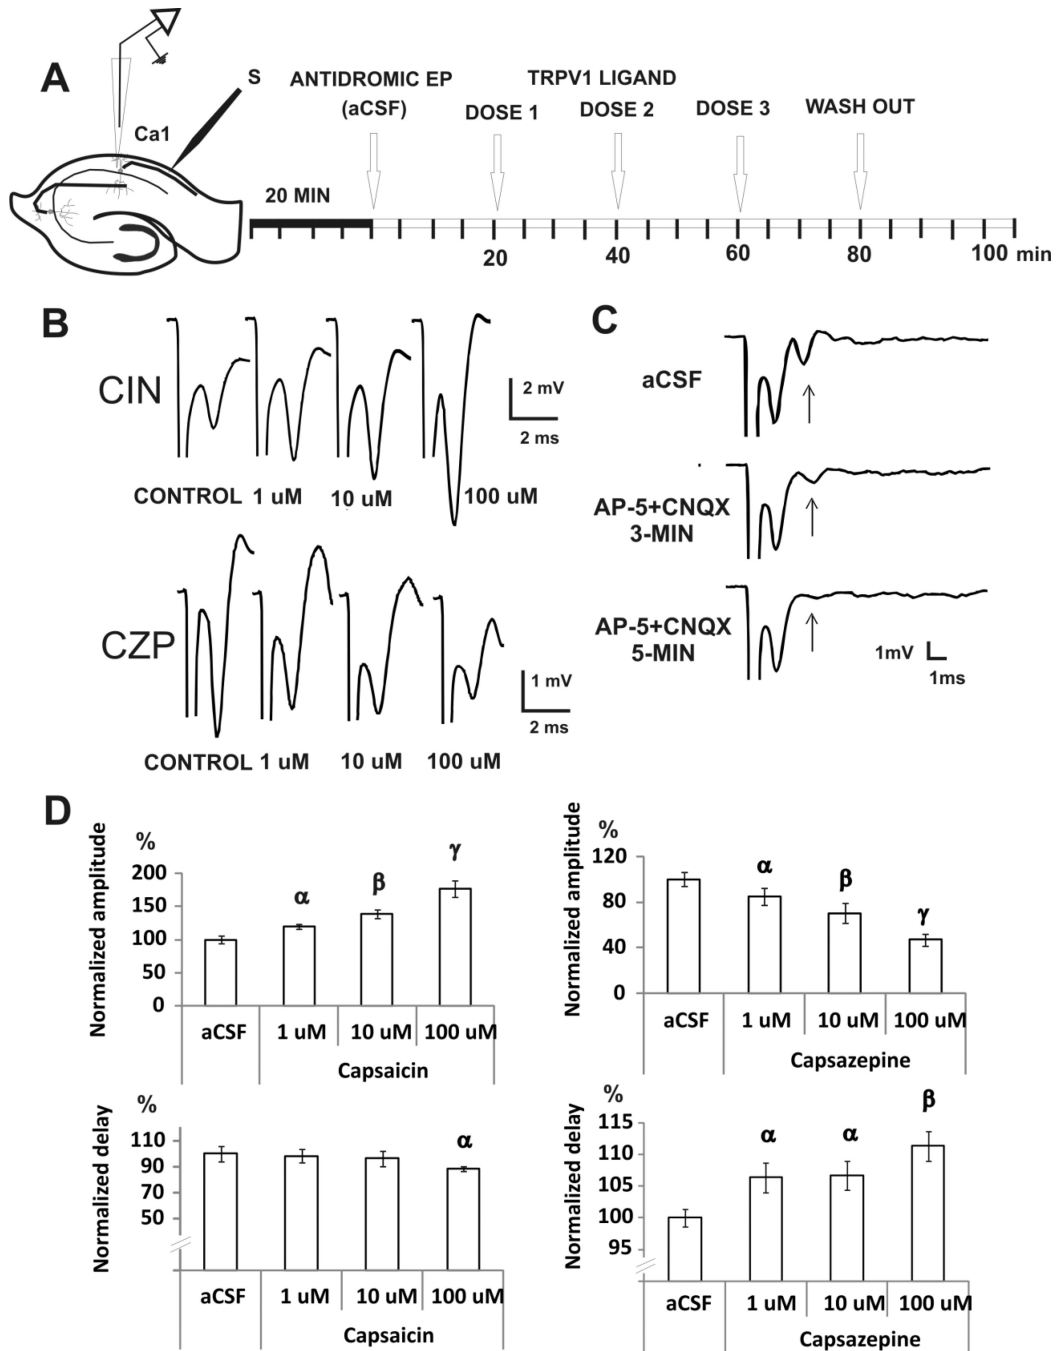 A
S
Ca1
ANTIDROMIC EP
(aCSF)
TRPV1 LIGAND
DOSE 1
DOSE 2
DOSE 3
WASH OUT
20 MIN
20
40
60
80
100 min
B
CIN
CONTROL 1 uM 10 uM 100 uM
2 mV
2 ms
CZP
CONTROL 1 uM 10 uM 100 uM
1 mV
2 ms
C
aCSF
AP-5+CNQX
3-MIN
AP-5+CNQX
5-MIN
1mV
1ms
D
Normalized amplitude
%
200
150
100
50
0
α
β
γ
aCSF 1 uM 10 uM 100 uM
Capsaicin
Normalized amplitude
%
120
80
40
0
α
β
γ
aCSF 1 uM 10 uM 100 uM
Capsazepine
Normalized delay
%
110
90
70
50
α
aCSF 1 uM 10 uM 100 uM
Capsaicin
Normalized delay
%
115
110
105
100
95
α
α
β
aCSF 1 uM 10 uM 100 uM
Capsazepine